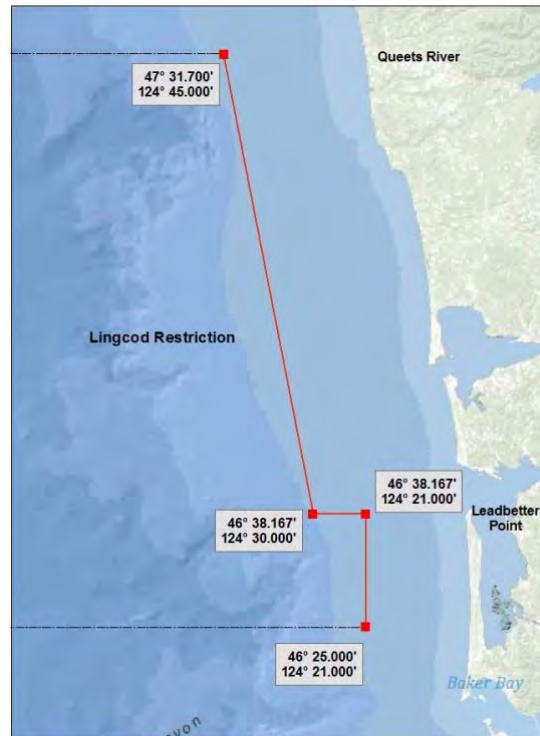 Queets River
47° 31.700'
124° 45.000'
Lingcod Restriction
46° 38.167'
124° 21.000'
46° 38.167'
124° 30.000'
Leadbetter
Point
46° 25.000'
124° 21.000'
Baker Bay
yon